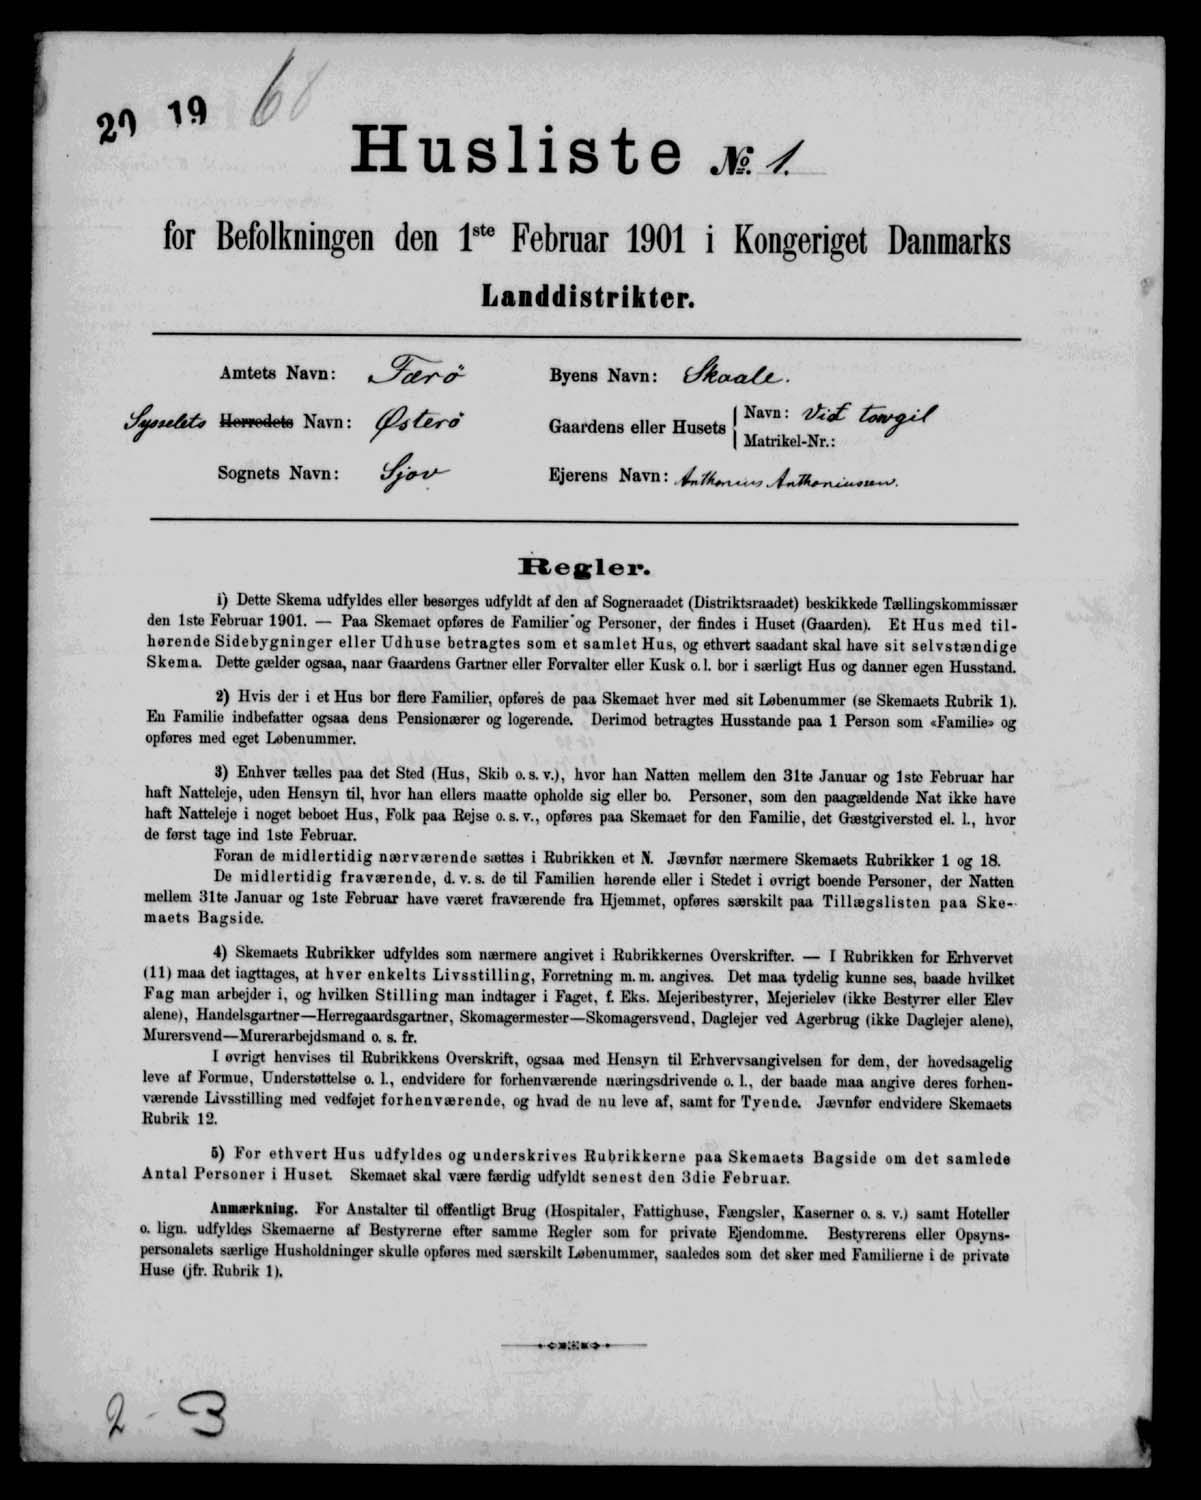 20 19 68
Husliste No. 1.
for Befolkningen den 1ste Februar 1901 i Kongeriget Danmarks
Landdistrikter.
Amtets Navn: Færö
Byens Navn: Skaale.
Sysselets Herredets Navn: Østerö
Gaardens eller Husets Navn: Vid towgil
Matrikel-Nr.:
Sognets Navn: Sjov
Ejerens Navn: Anthonius Anthoniussen.
Regler.
1) Dette Skema udfyldes eller besørges udfyldt af den af Sogneraadet (Distriktsraadet) beskikkede Tællingskommissær
den 1ste Februar 1901. — Paa Skemaet opføres de Familier og Personer, der findes i Huset (Gaarden). Et Hus med til-
hørende Sidebygninger eller Udhuse betragtes som et samlet Hus, og ethvert saadant skal have sit selvstændige
Skema. Dette gælder ogsaa, naar Gaardens Gartner eller Forvalter eller Kusk o. l. bor i særligt Hus og danner egen Husstand.
2) Hvis der i et Hus bor flere Familier, opføres de paa Skemaet hver med sit Løbenummer (se Skemaets Rubrik 1).
En Familie indbefatter ogsaa dens Pensionærer og logerende. Derimod betragtes Husstande paa 1 Person som «Familie» og
opføres med eget Løbenummer.
3) Enhver tælles paa det Sted (Hus, Skib o. s. v.), hvor han Natten mellem den 31te Januar og 1ste Februar har
haft Natteleje, uden Hensyn til, hvor han ellers maatte opholde sig eller bo. Personer, som den paagældende Nat ikke have
haft Natteleje i noget beboet Hus, Folk paa Rejse o. s. v., opføres paa Skemaet for den Familie, det Gæstgiversted el. l., hvor
de først tage ind 1ste Februar.
Foran de midlertidig nærværende sættes i Rubrikken et N. Jævnfør nærmere Skemaets Rubrikker 1 og 18.
De midlertidig fraværende, d. v. s. de til Familien hørende eller i Stedet i øvrigt boende Personer, der Natten
mellem 31te Januar og 1ste Februar have været fraværende fra Hjemmet, opføres særskilt paa Tillægslisten paa Ske-
maets Bagside.
4) Skemaets Rubrikker udfyldes som nærmere angivet i Rubrikkernes Overskrifter. — I Rubrikken for Erhvervet
(11) maa det iagttages, at hver enkelts Livsstilling, Forretning m. m. angives. Det maa tydelig kunne ses, baade hvilket
Fag man arbejder i, og hvilken Stilling man indtager i Faget, f. Eks. Mejeribestyrer, Mejerielev (ikke Bestyrer eller Elev
alene), Handelsgartner—Herregaardsgartner, Skomagermester—Skomagersvend, Daglejer ved Agerbrug (ikke Daglejer alene),
Murersvend—Murerarbejdsmand o. s. fr.
I øvrigt henvises til Rubrikkens Overskrift, ogsaa med Hensyn til Erhvervsangivelsen for dem, der hovedsagelig
leve af Formue, Understøttelse o. l., endvidere for forhenværende næringsdrivende o. l., der baade maa angive deres forhen-
værende Livsstilling med vedføjet forhenværende, og hvad de nu leve af, samt for Tyende. Jævnfør endvidere Skemaets
Rubrik 12.
5) For ethvert Hus udfyldes og underskrives Rubrikkerne paa Skemaets Bagside om det samlede
Antal Personer i Huset. Skemaet skal være færdig udfyldt senest den 3die Februar.
Anmærkning. For Anstalter til offentligt Brug (Hospitaler, Fattighuse, Fængsler, Kaserner o. s. v.) samt Hoteller
o. lign. udfyldes Skemaerne af Bestyrerne efter samme Regler som for private Ejendomme. Bestyrerens eller Opsyns-
personalets særlige Husholdninger skulle opføres med særskilt Løbenummer, saaledes som det sker med Familierne i de private
Huse (jfr. Rubrik 1).
2 - 3